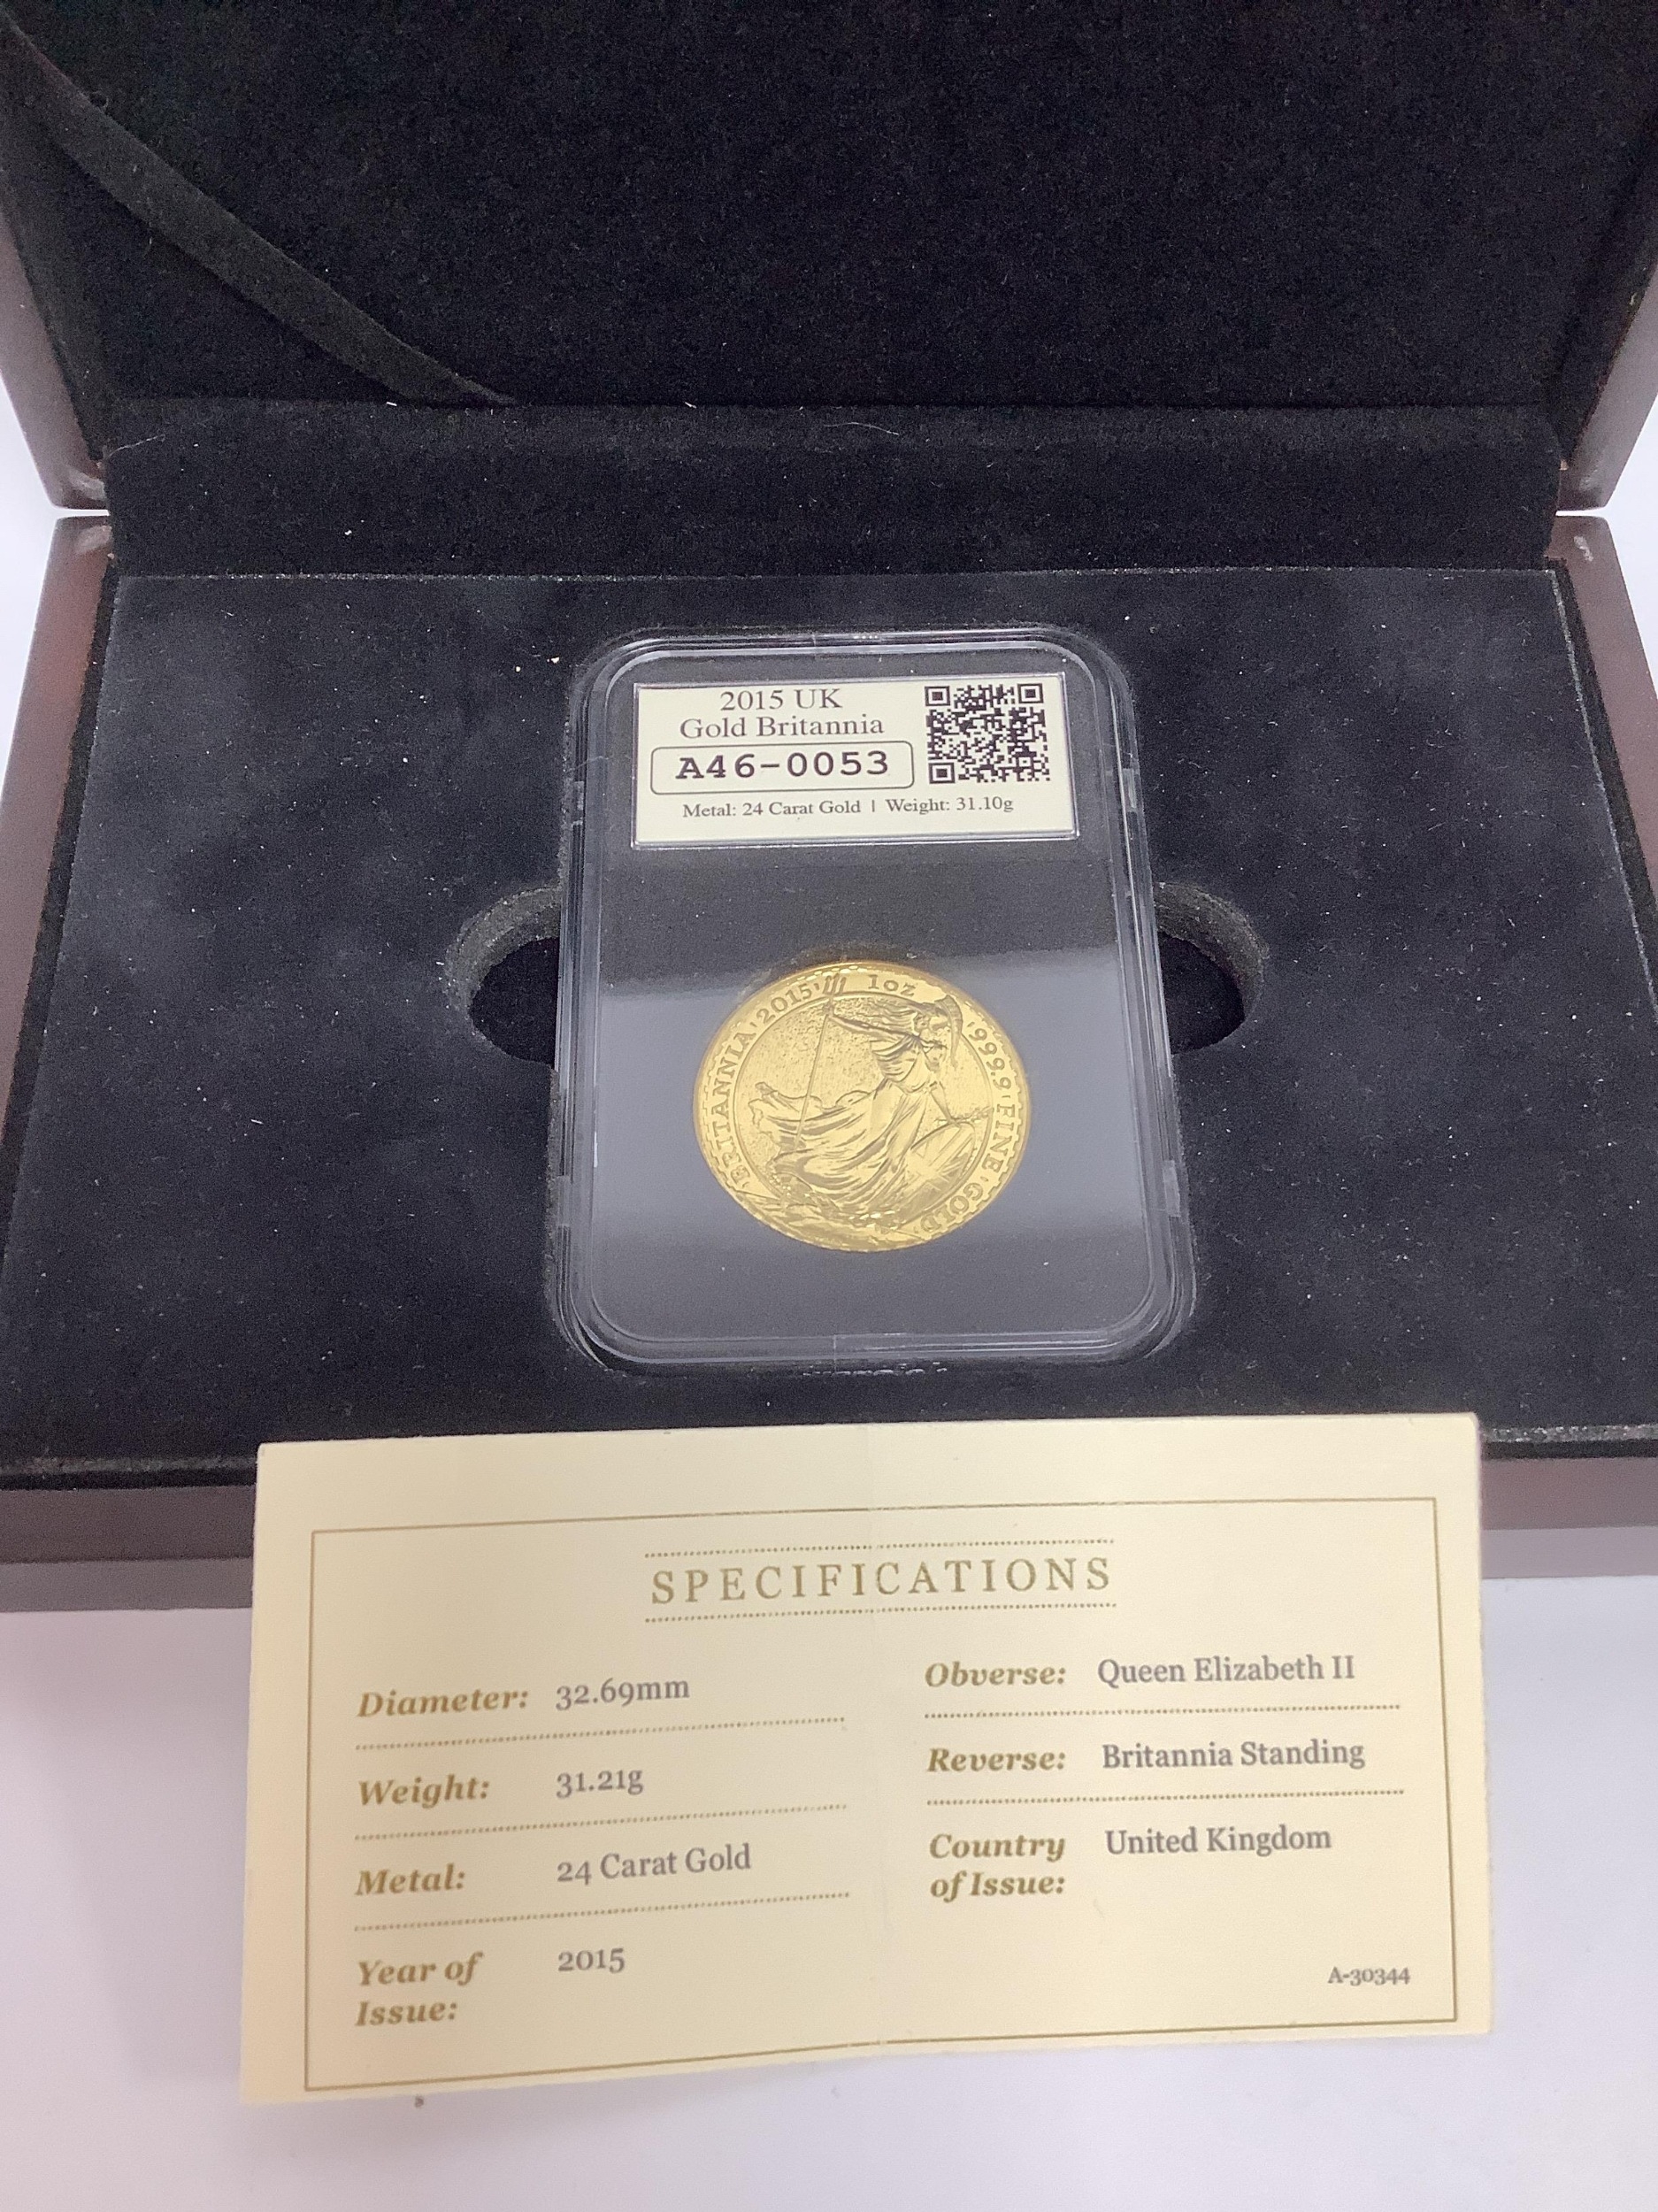 2015 UK
Gold Britannia
A46-0053
Metal: 24 Carat Gold | Weight: 31.10g
BRITANNIA 2015 1oz 999.9 FINE GOLD
SPECIFICATIONS
Diameter: 32.69mm
Weight: 31.21g
Metal: 24 Carat Gold
Year of
Issue: 2015
Obverse: Queen Elizabeth II
Reverse: Britannia Standing
Country
of Issue: United Kingdom
A-30344